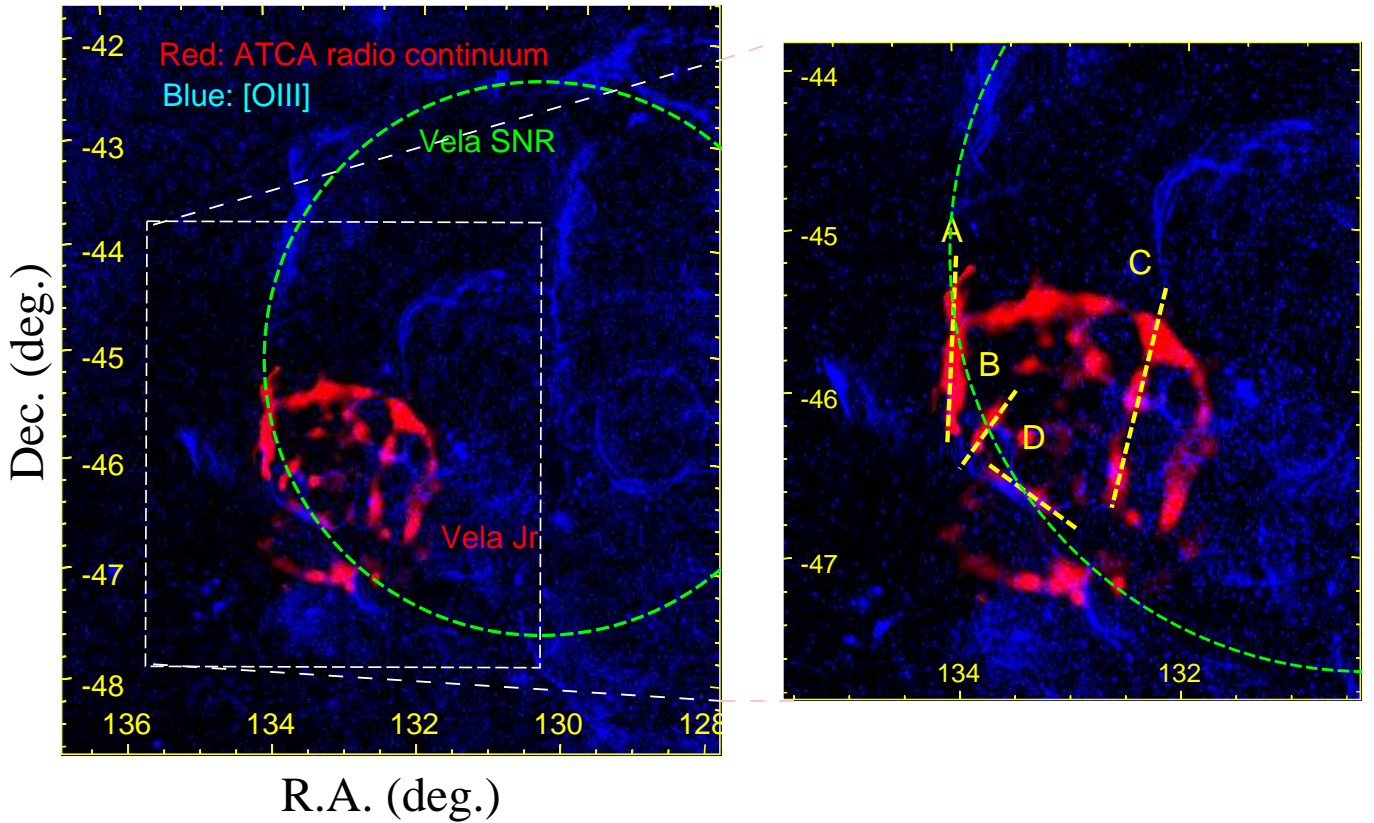 Red: ATCA radio continuum
Blue: [OIII]
Vela SNR
Vela Jr
-42
-43
-44
-45
-46
-47
-48
136
134
132
130
128
Dec. (deg.)
R.A. (deg.)
-44
-45
-46
-47
134
132
A
B
C
D